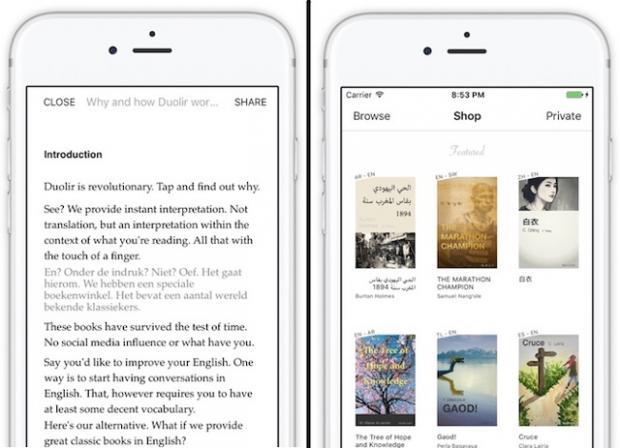 CLOSE Why and how Duolir wor... SHARE
Introduction
Duolir is revolutionary. Tap and find out why.
See? We provide instant interpretation. Not
translation, but an interpretation within the
context of what you're reading. All that with
the touch of a finger.
En? Onder de indruk? Niet? Oef. Het gaat
hierom. We hebben een speciale
boekenwinkel. Het bevat een aantal wereld
bekende klassiekers.
These books have survived the test of time.
No social media influence or what have you.
Say you'd like to improve your English. One
way is to start having conversations in
English. That, however requires you to have
at least some decent vocabulary.
Here's our alternative. What if we provide
great classic books in English?
Carrier 8:53 PM
Browse Shop Private
Featured
AR - EN
الحي اليهودي
بفاس المغرب سنة
1894
الحي اليهودي بفاس
المغرب سنة ١٨٩٤
Burton Holmes
EN - SW
THE MARATHON
CHAMPION
THE MARATHON
CHAMPION
Samuel Nang'ole
ZH - EN
白衣
白衣
EN - AR
The Tree of
Hope and
Knowledge
The Tree of Hope and
Knowledge
TL - EN
GAOD!
Gaod!
Perla Barquia
ES - EN
Cruce
Cruce
Clara